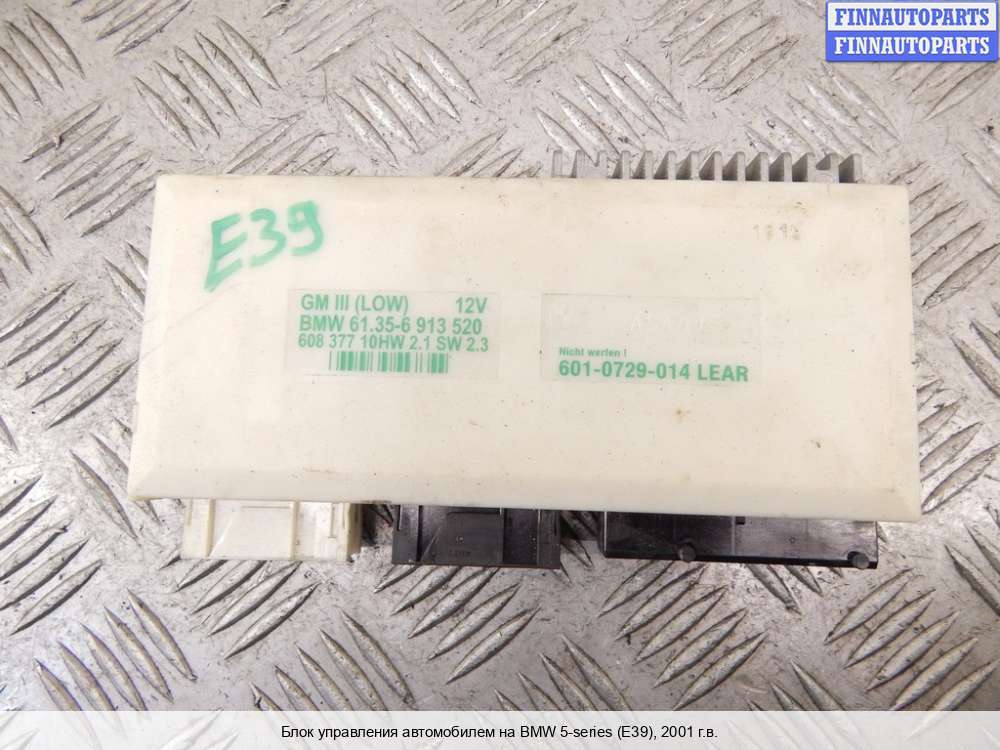 FINNAUTOPARTS
FINNAUTOPARTS
E39
GM III (LOW) 12V
BMW 61.35-6 913 520
608 377 10HW 2.1 SW 2.3
Nicht werfen !
601-0729-014 LEAR
Блок управления автомобилем на BMW 5-series (E39), 2001 г.в.